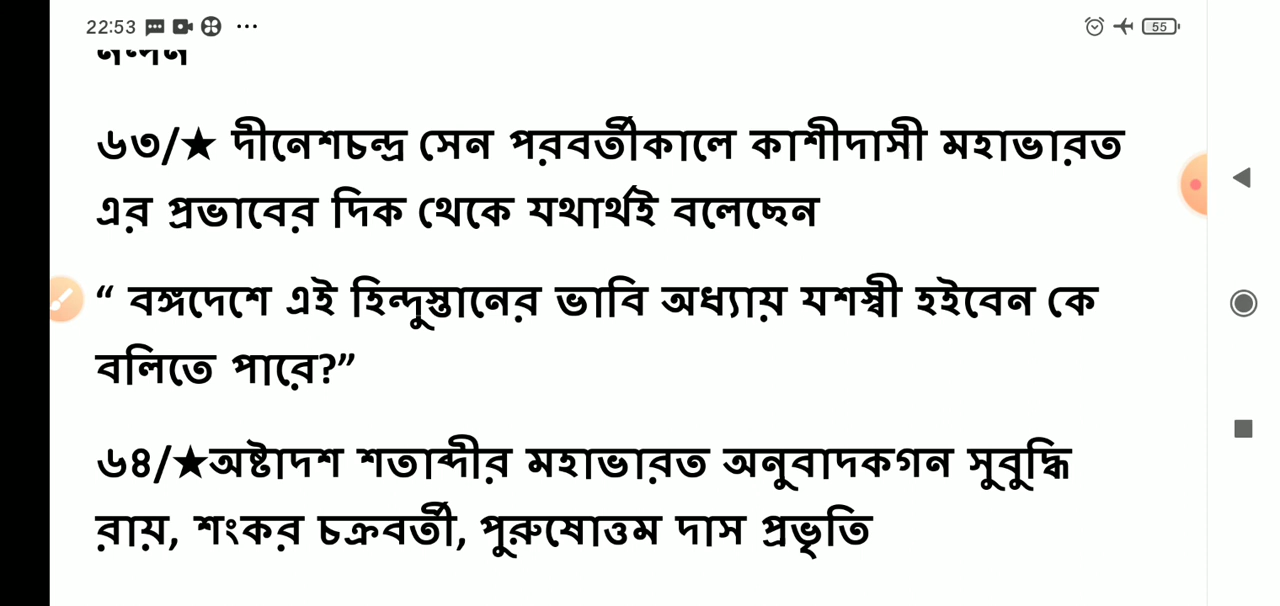 22:53
55
৬৩/★ দীনেশচন্দ্র সেন পরবর্তীকালে কাশীদাসী মহাভারত
এর প্রভাবের দিক থেকে যথার্থই বলেছেন
“ বঙ্গদেশে এই হিন্দুস্তানের ভাবি অধ্যায় যশস্বী হইবেন কে
বলিতে পারে?”
৬৪/★অষ্টাদশ শতাব্দীর মহাভারত অনুবাদকগন সুবুদ্ধি
রায়, শংকর চক্রবর্তী, পুরুষোত্তম দাস প্রভৃতি